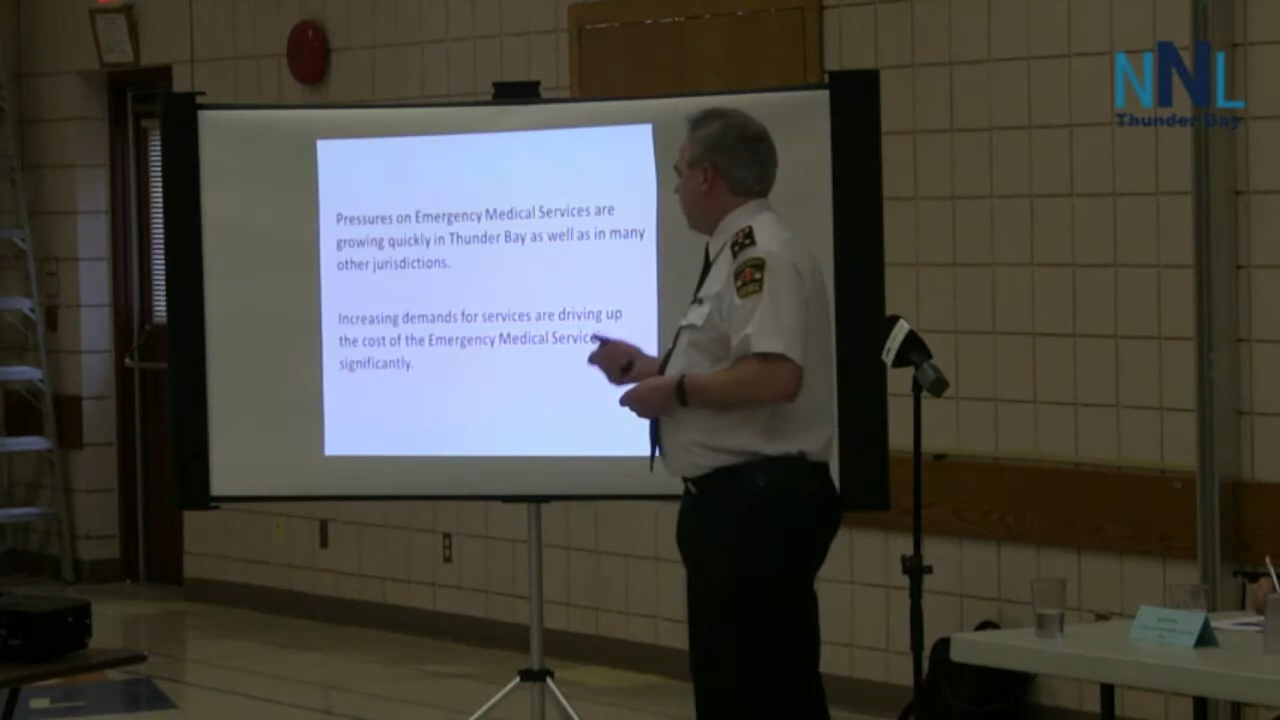 NNL
Thunder Bay
Pressures on Emergency Medical Services are
growing quickly in Thunder Bay as well as in many
other jurisdictions.
Increasing demands for services are driving up
the cost of the Emergency Medical Service
significantly.